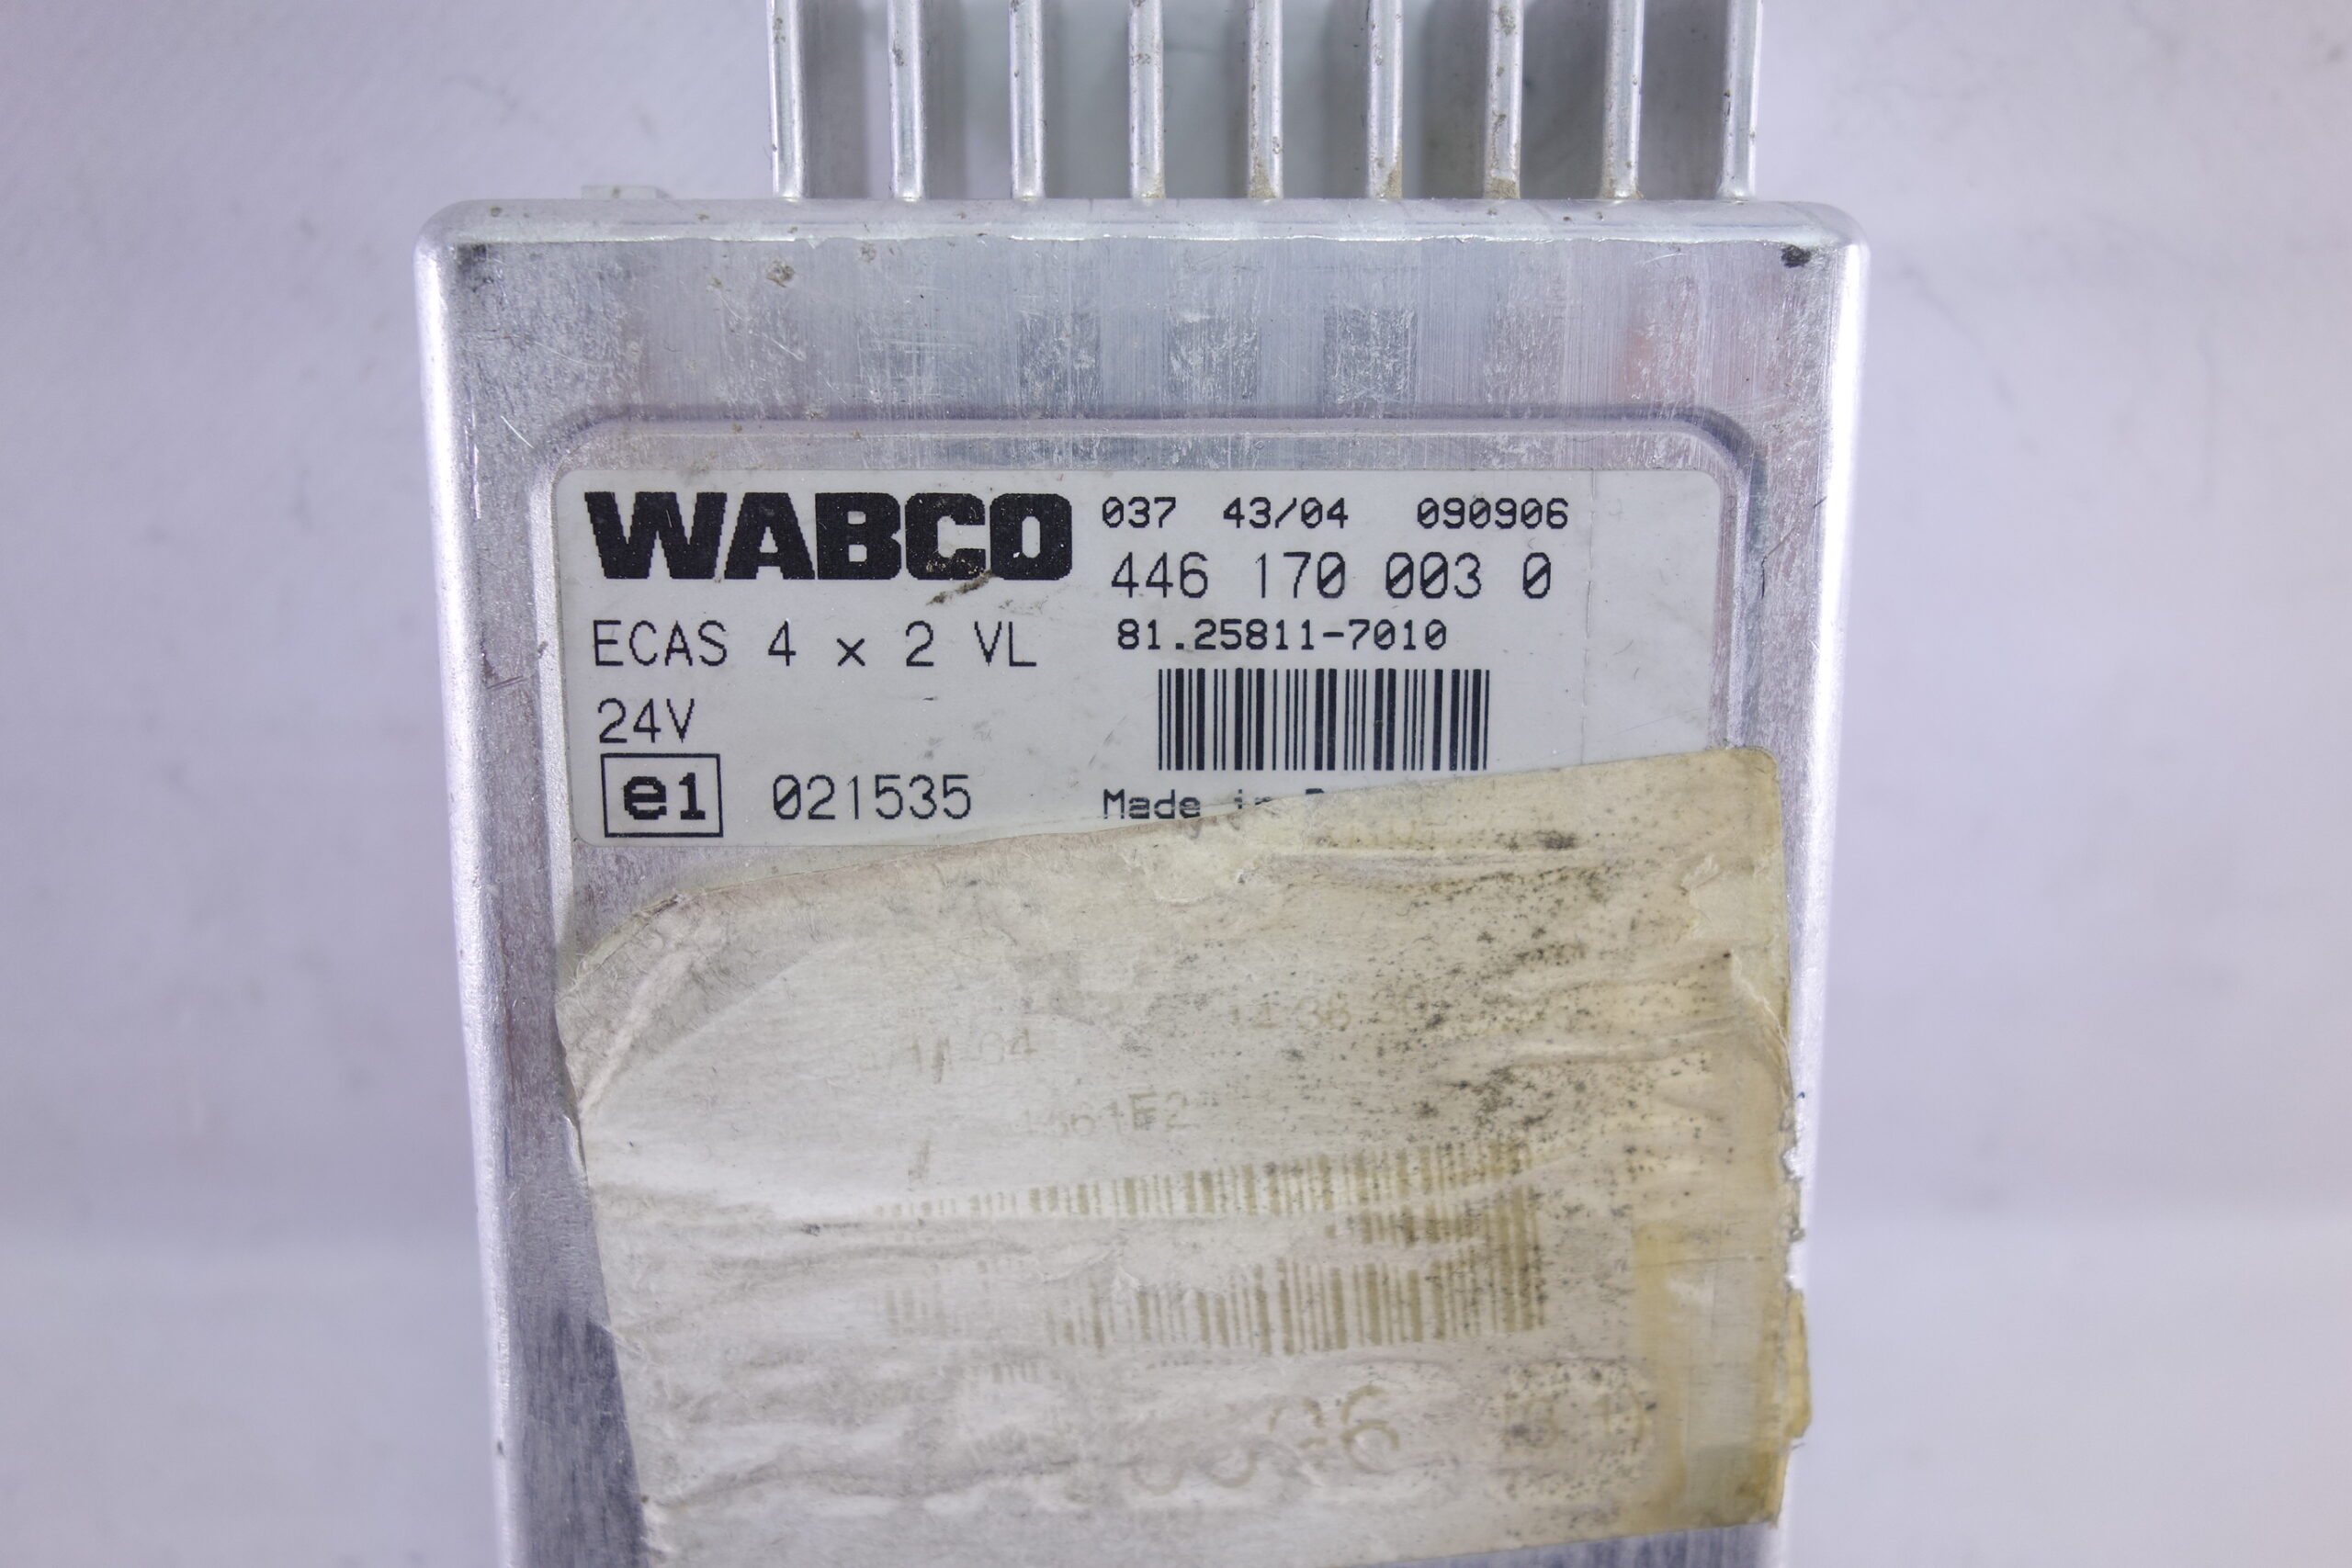 WABCO 037 43/04 090906
446 170 003 0
ECAS 4 x 2 VL 81.25811-7010
24V
e1 021535 Made in